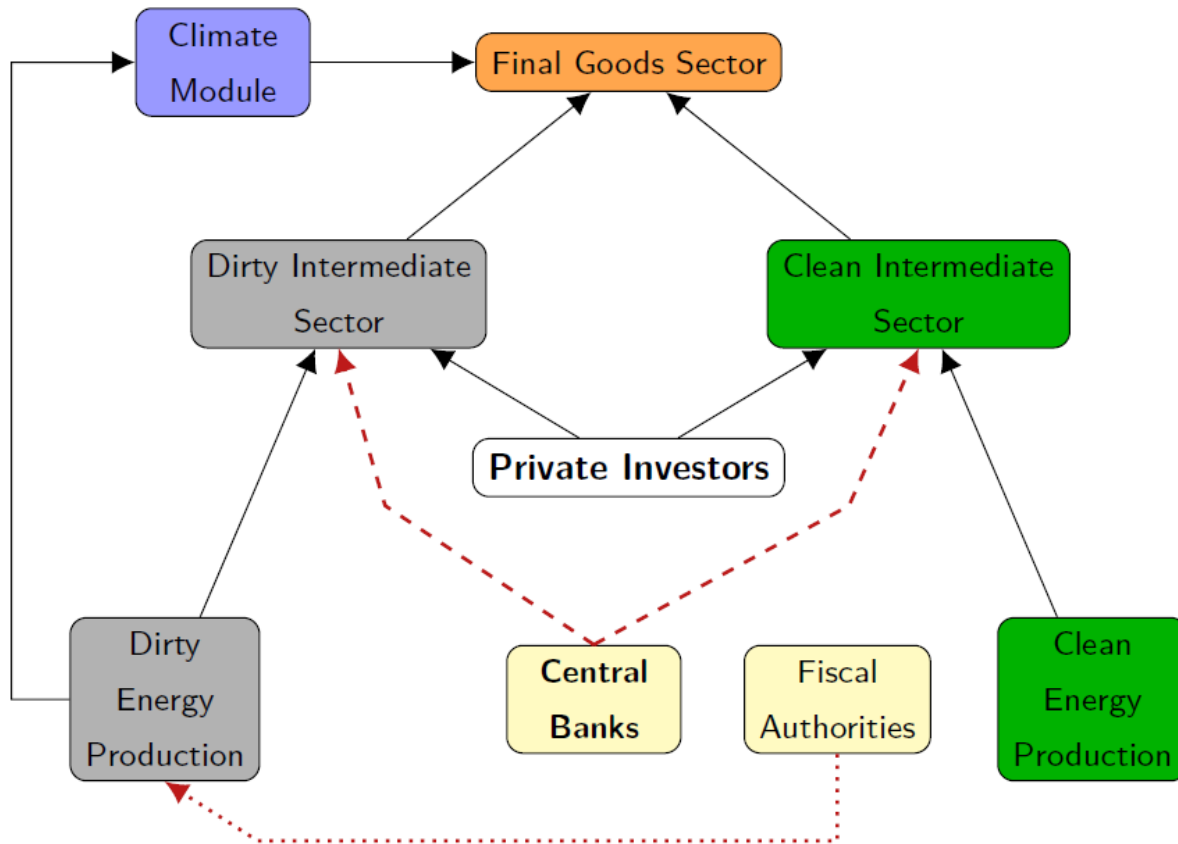 Climate
Module
Final Goods Sector
Dirty Intermediate
Sector
Clean Intermediate
Sector
Private Investors
Dirty
Energy
Production
Central
Banks
Fiscal
Authorities
Clean
Energy
Production